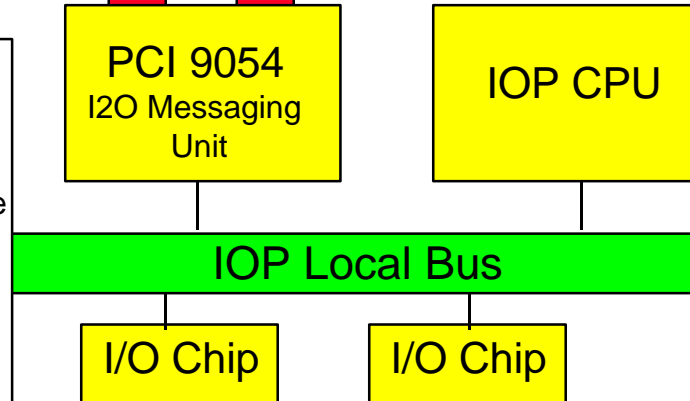 PCI 9054
I2O Messaging
Unit
IOP CPU
IOP Local Bus
I/O Chip
I/O Chip